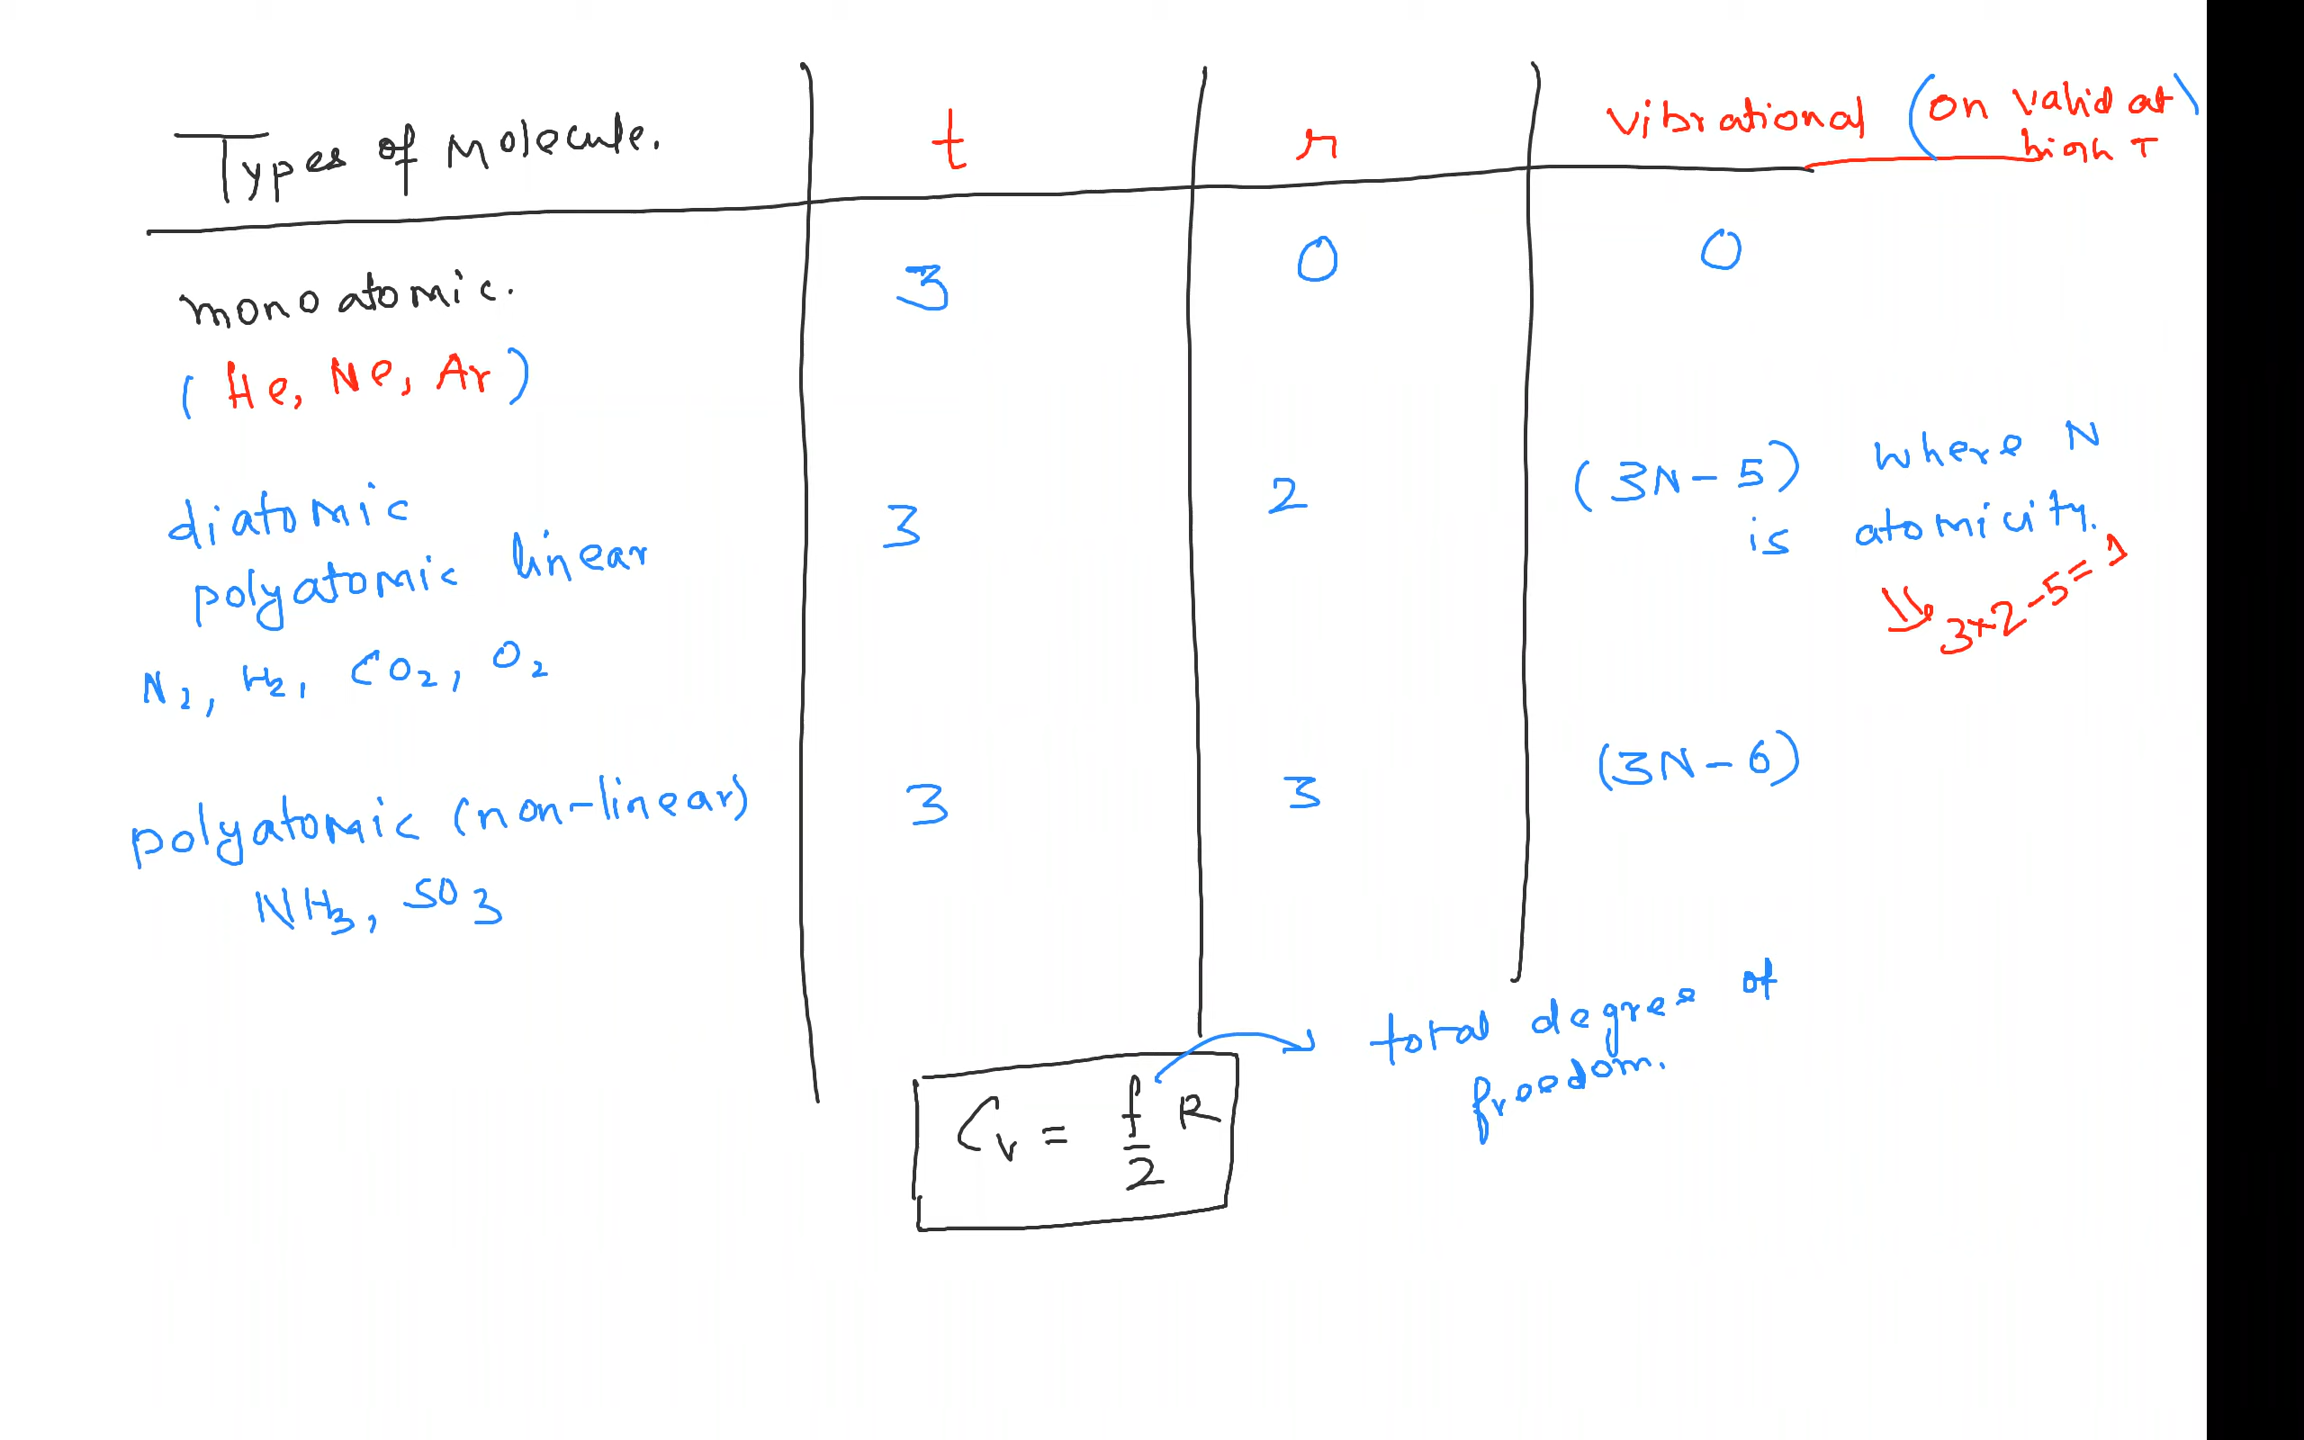 Types of Molecule. t r vibrational (on valid at high T
mono atomic. 3 0 0
(He, Ne, Ar)
diatomic 3 2 (3N-5) where N
polyatomic linear is atomicity.
⇓ 3×2-5=1
N2, H2, CO2, O2
polyatomic (non-linear) 3 3 (3N-6)
NH3, SO3
total degree of
freedom.
Cv = f/2 R